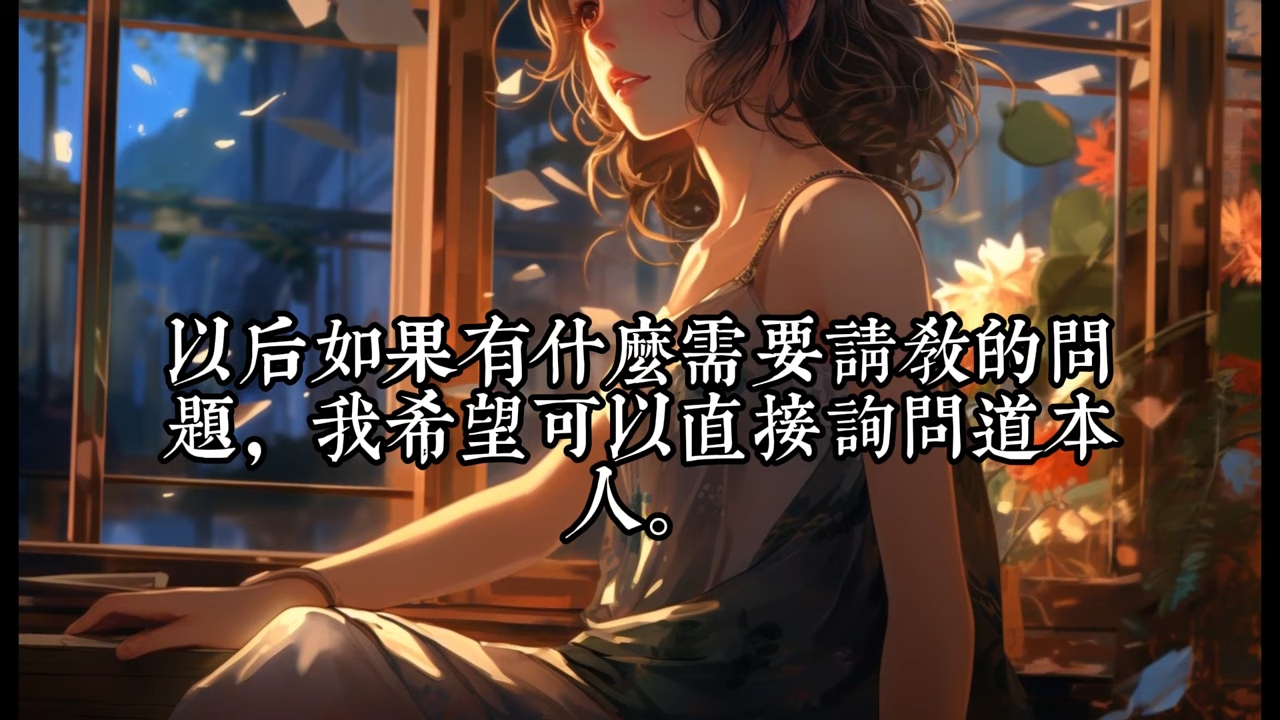 以后如果有什麼需要請教的問
題，我希望可以直接詢問道本
人。